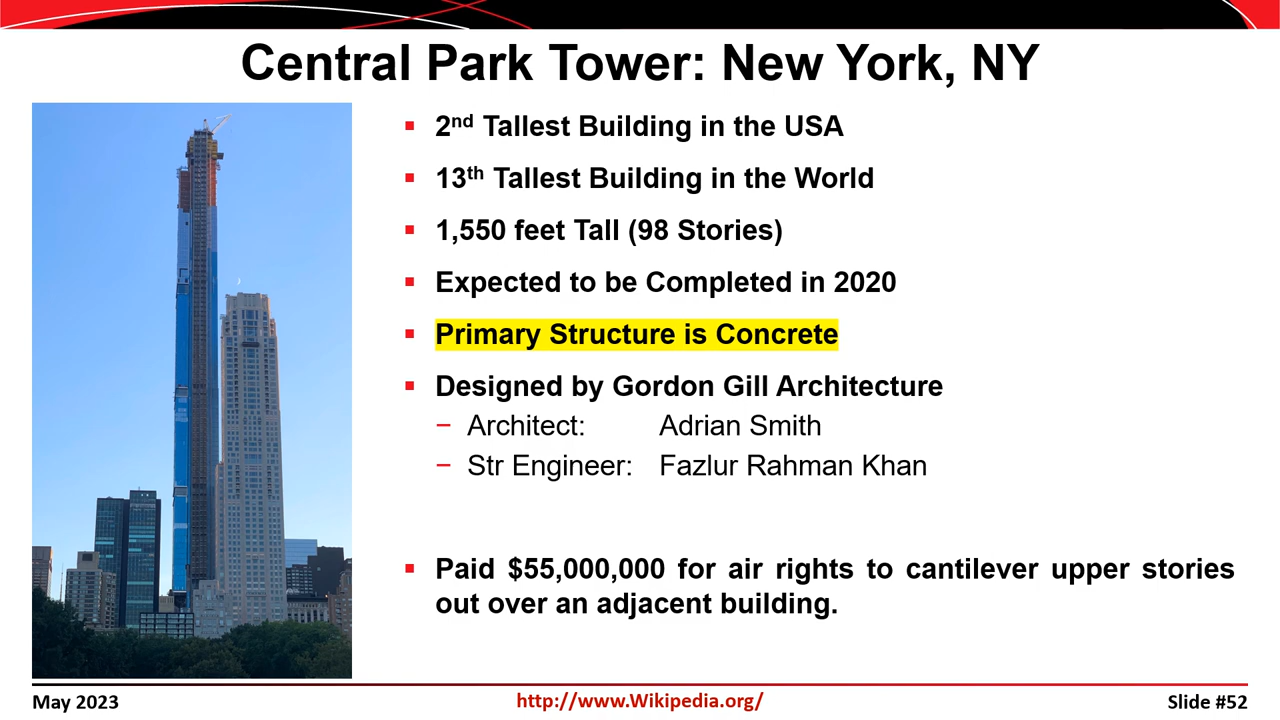 Central Park Tower: New York, NY
▪ 2nd Tallest Building in the USA
▪ 13th Tallest Building in the World
▪ 1,550 feet Tall (98 Stories)
▪ Expected to be Completed in 2020
▪ Primary Structure is Concrete
▪ Designed by Gordon Gill Architecture
− Architect: Adrian Smith
− Str Engineer: Fazlur Rahman Khan
▪ Paid $55,000,000 for air rights to cantilever upper stories
out over an adjacent building.
May 2023 http://www.Wikipedia.org/ Slide #52